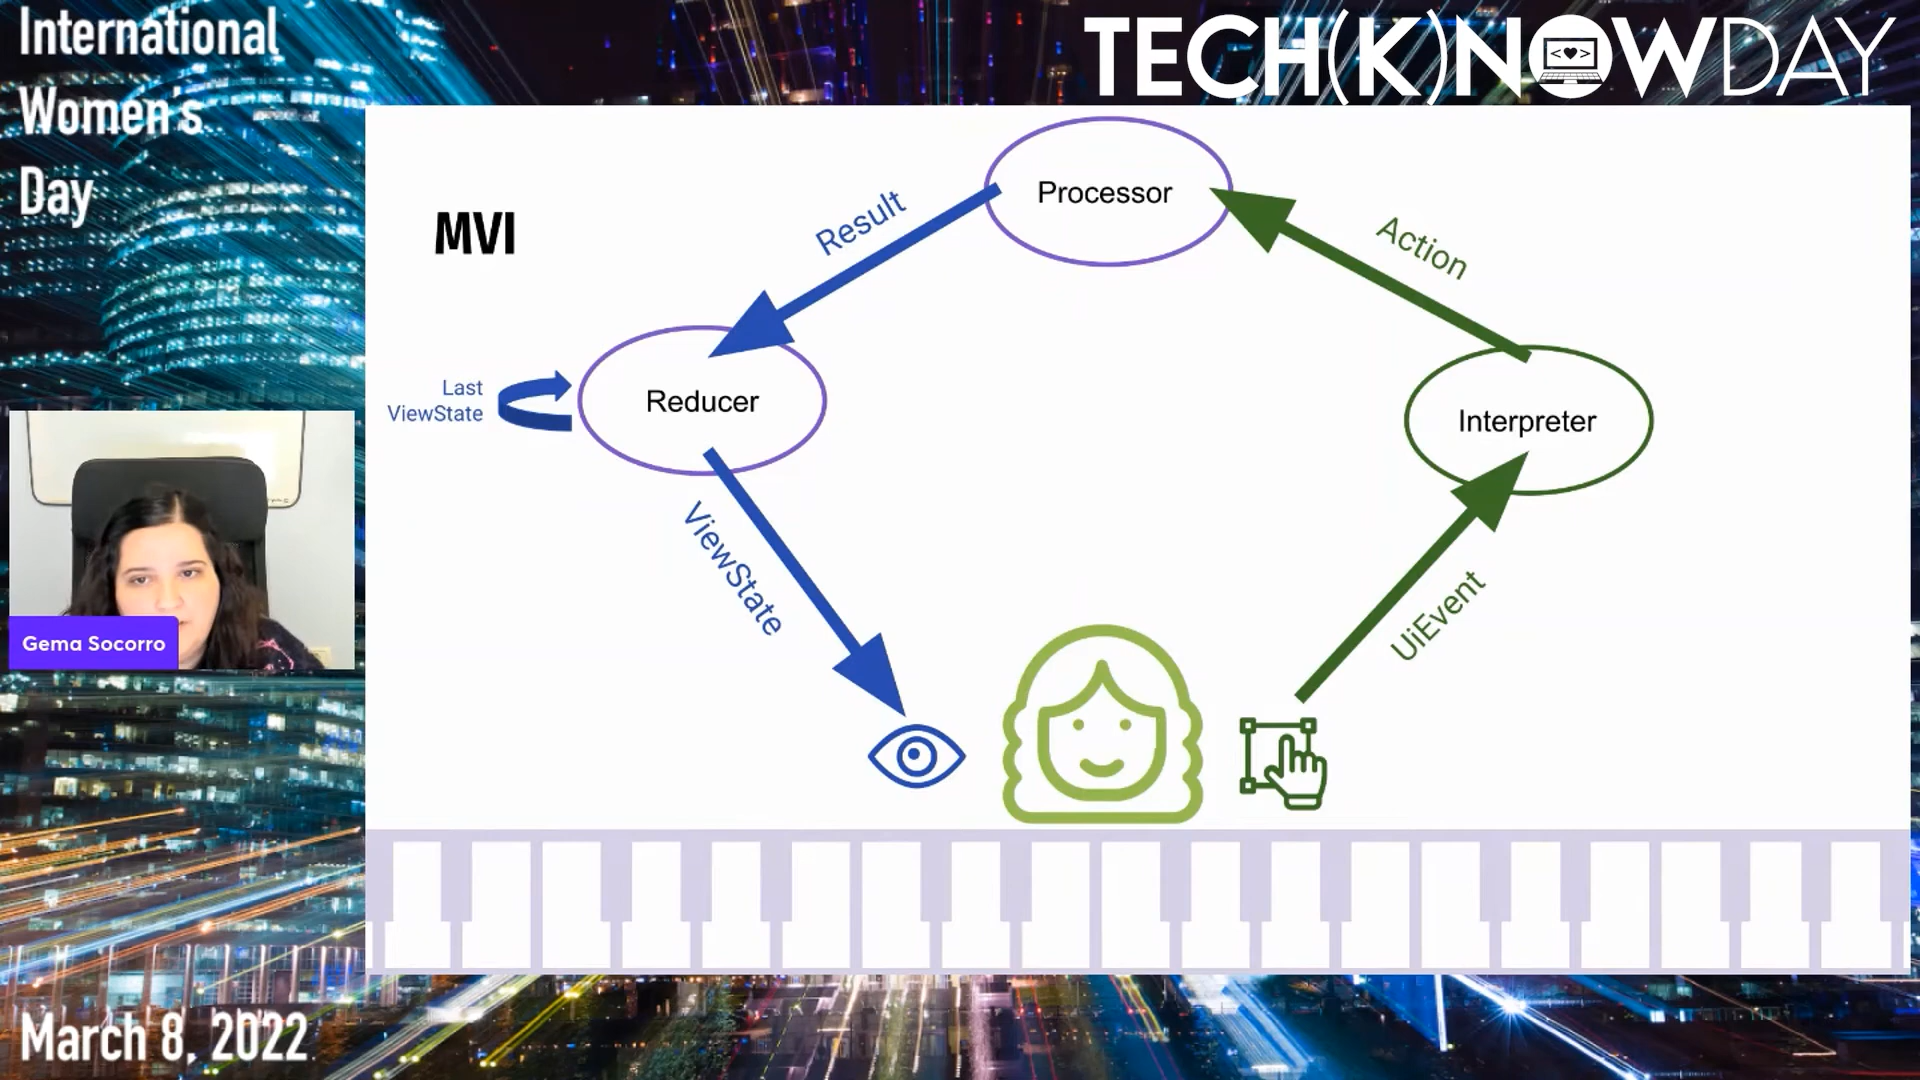 International
Women's
Day
TECH(K)NOWDAY
<♥>
MVI
Processor
Result
Action
Last
ViewState
Reducer
Interpreter
ViewState
UiEvent
Gema Socorro
March 8, 2022